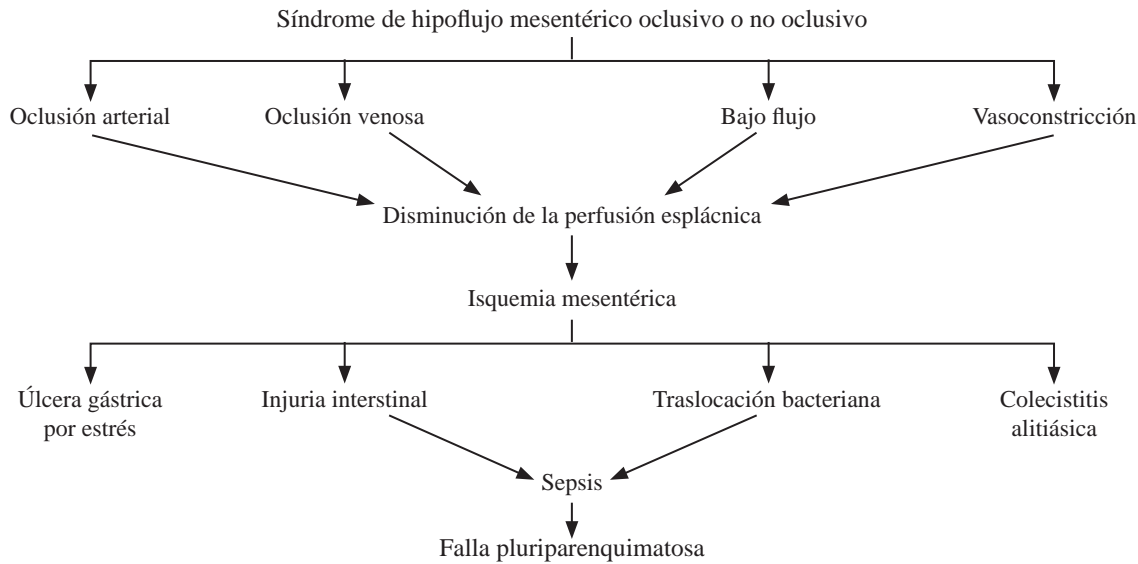 Síndrome de hipoflujo mesentérico oclusivo o no oclusivo
Oclusión arterial
Oclusión venosa
Bajo flujo
Vasoconstricción
Disminución de la perfusión esplácnica
Isquemia mesentérica
Úlcera gástrica
por estrés
Injuria interstinal
Traslocación bacteriana
Colecistitis
alitiásica
Sepsis
Falla pluriparenquimatosa